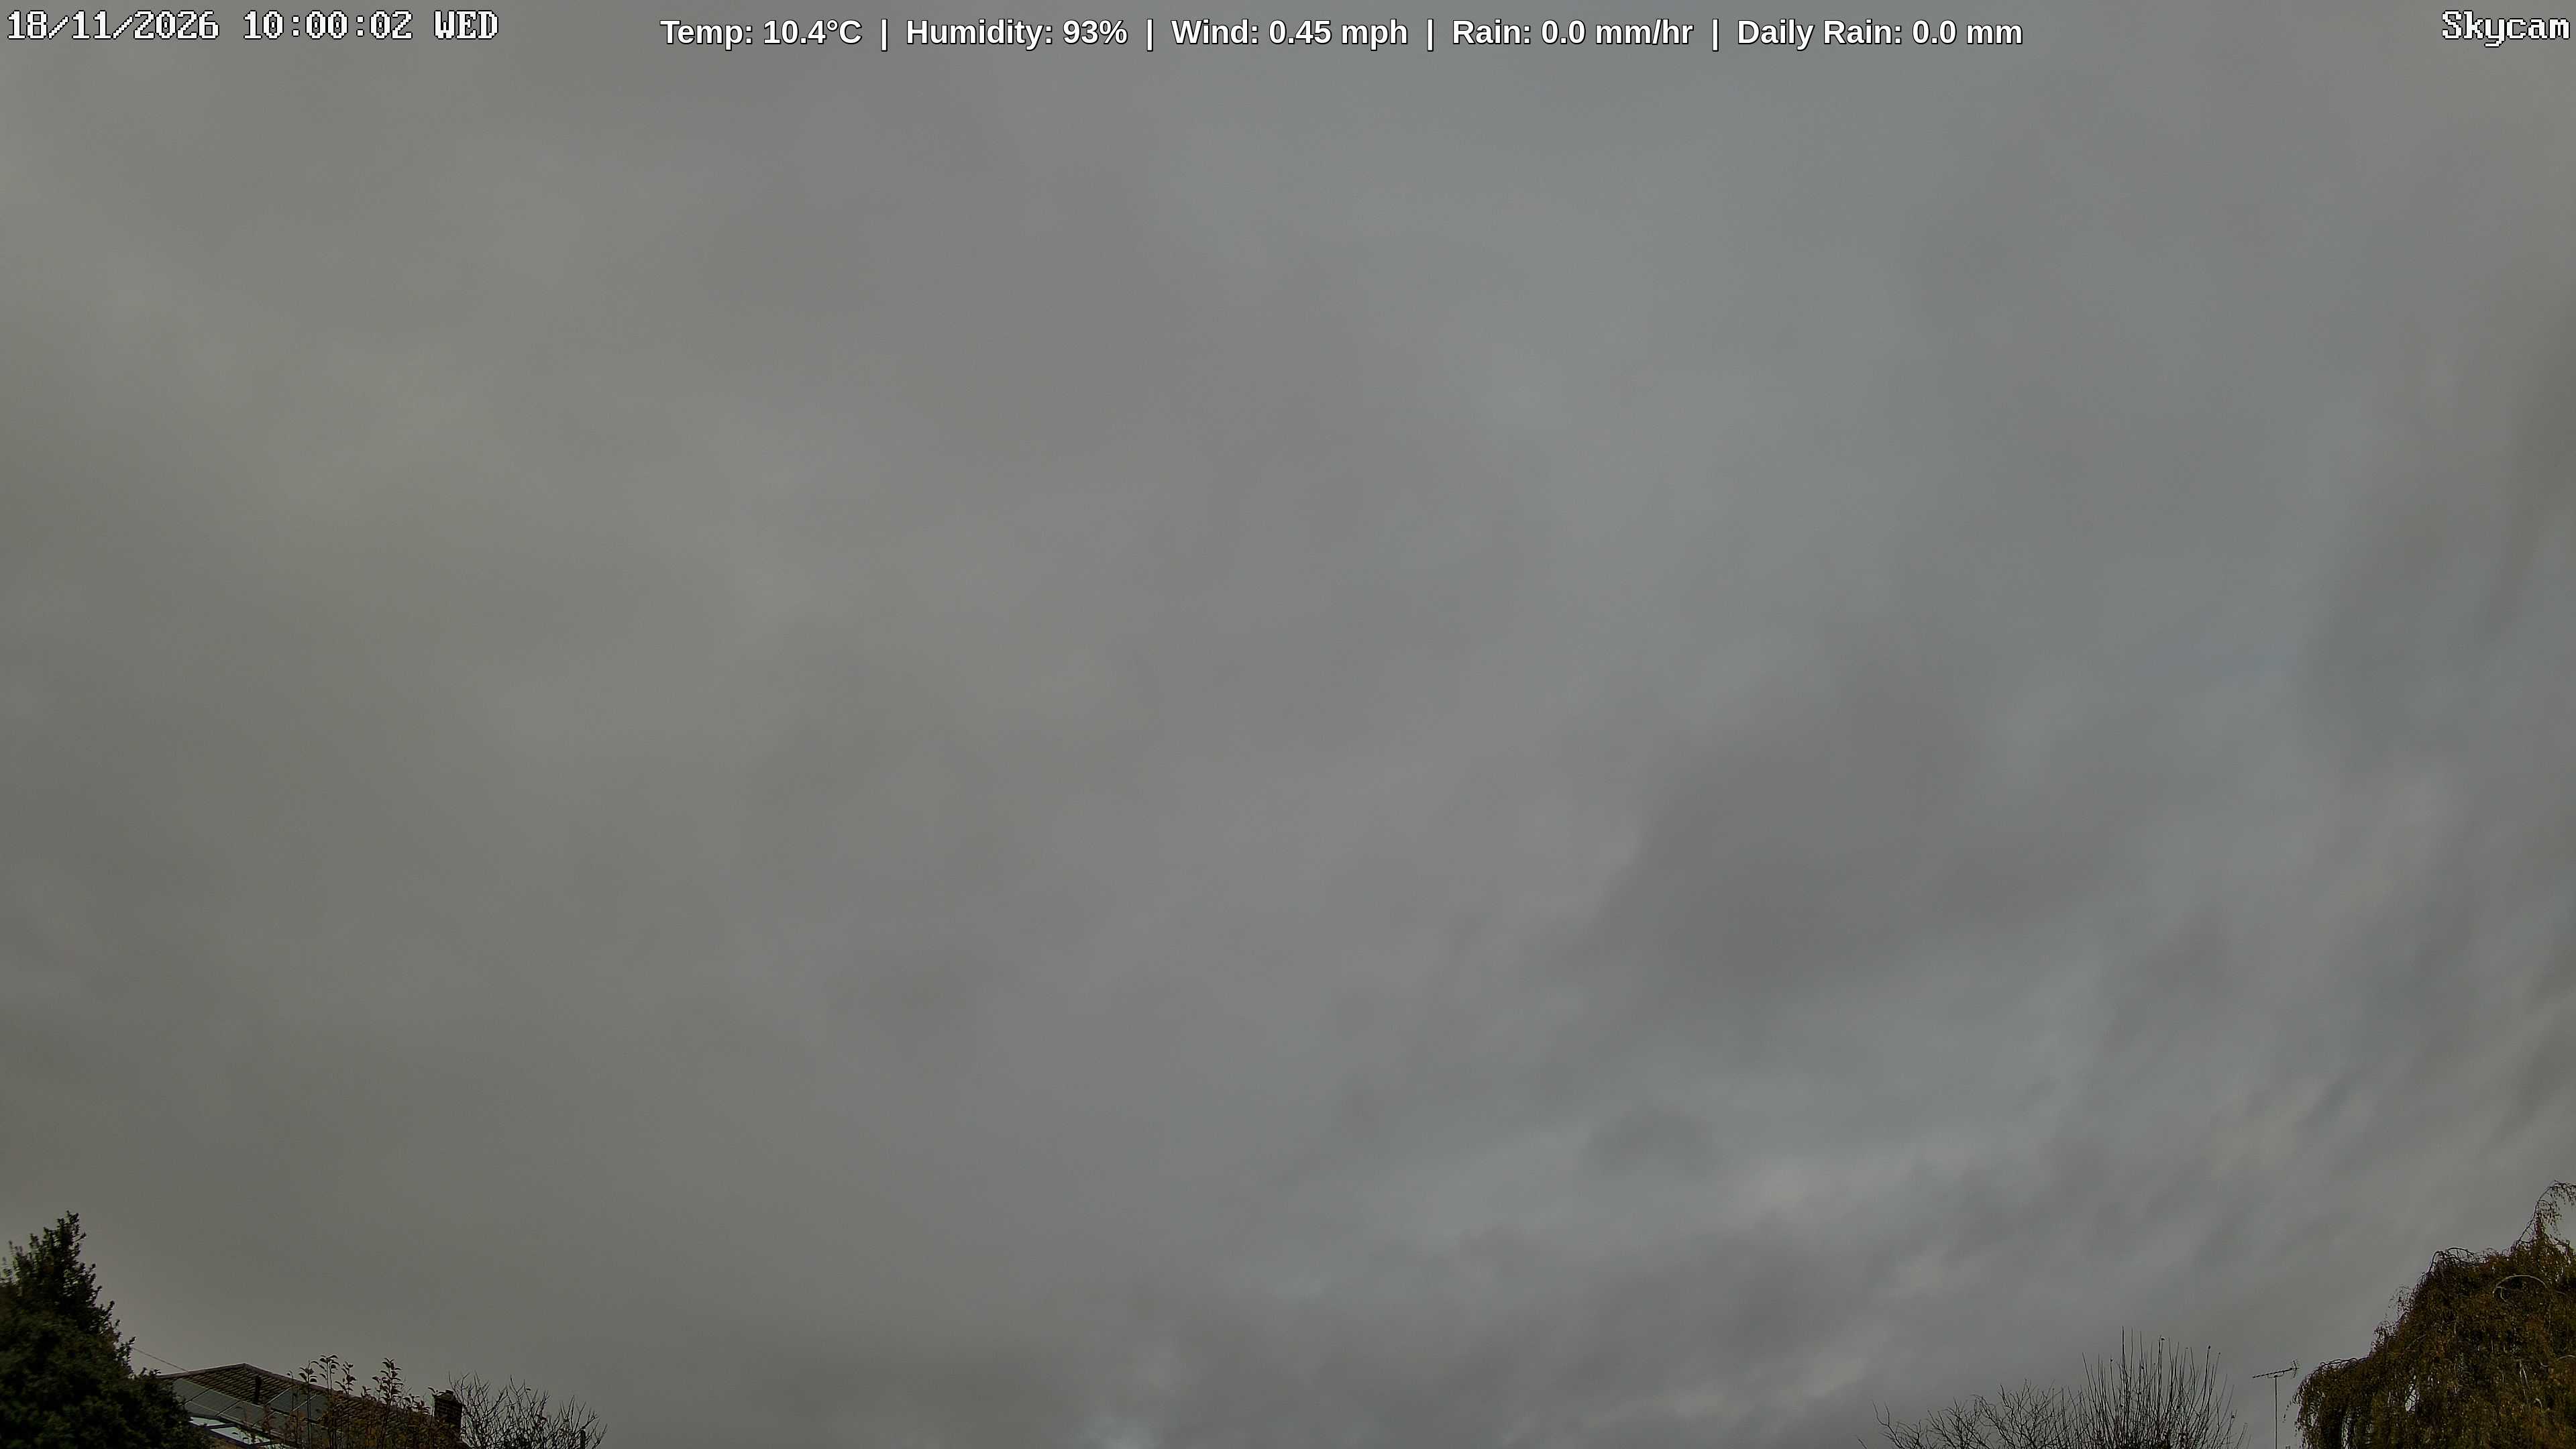 18/11/2026 10:00:02 WED
Temp: 10.4°C | Humidity: 93% | Wind: 0.45 mph | Rain: 0.0 mm/hr | Daily Rain: 0.0 mm
Skycam